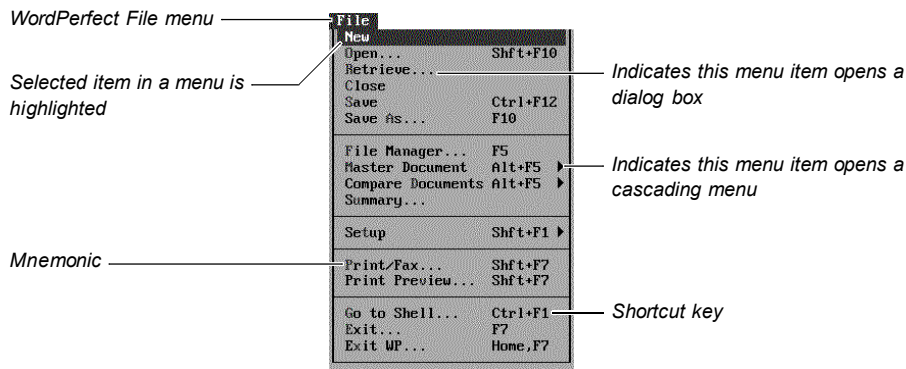 WordPerfect File menu
File
New
Open... Shft+F10
Retrieve...
Close
Save Ctrl+F12
Save As... F10
File Manager... F5
Master Document Alt+F5
Compare Documents Alt+F5
Summary...
Setup Shft+F1
Print/Fax... Shft+F7
Print Preview... Shft+F7
Go to Shell... Ctrl+F1
Exit... F7
Exit WP... Home,F7
Selected item in a menu is
highlighted
Mnemonic
Indicates this menu item opens a
dialog box
Indicates this menu item opens a
cascading menu
Shortcut key